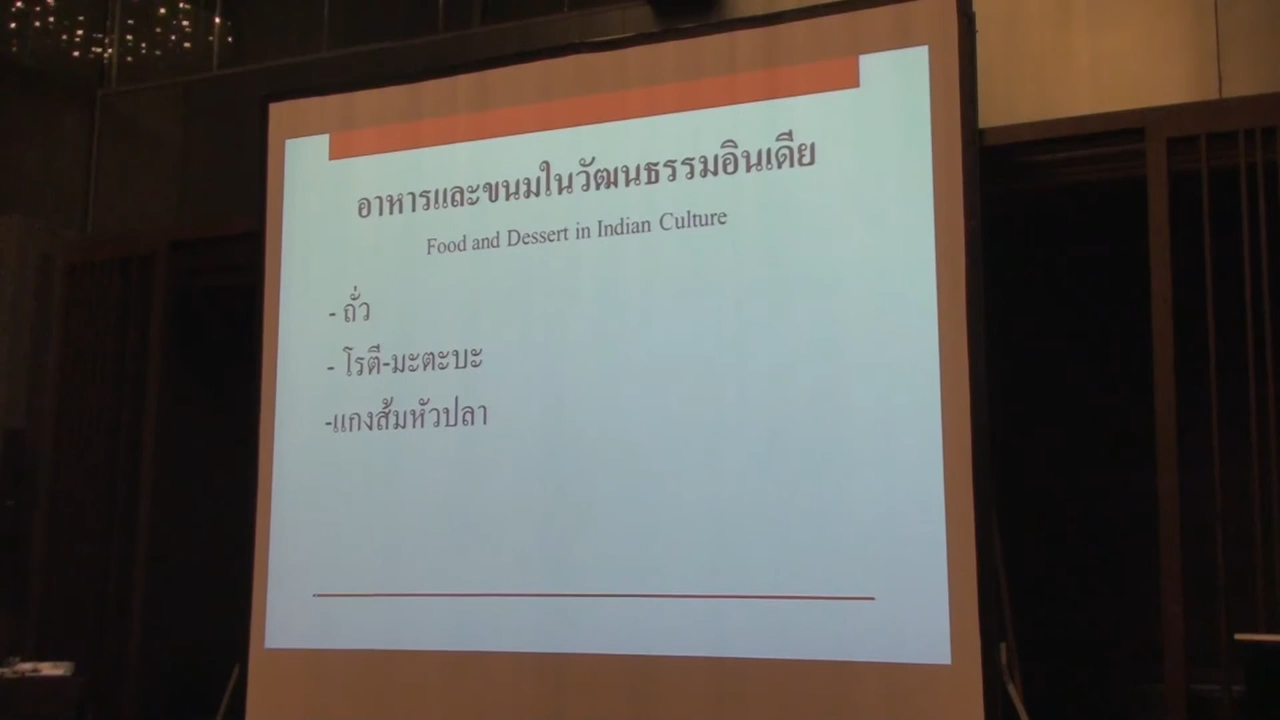 อาหารและขนมในวัฒนธรรมอินเดีย
Food and Dessert in Indian Culture
- ถั่ว
- โรตี-มะตะบะ
-แกงส้มหัวปลา